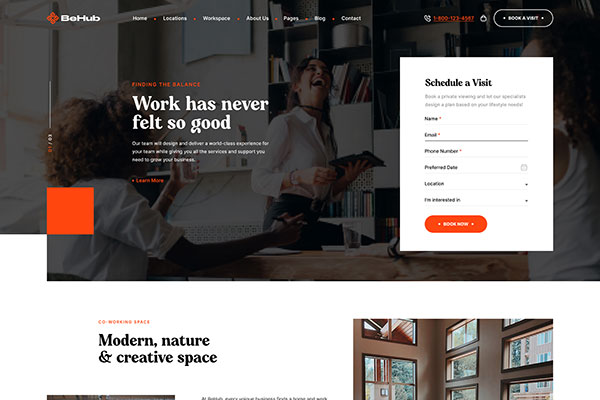 BeHub
Home Locations Workspace About Us Pages Blog Contact
1-800-123-4567
BOOK A VISIT
FINDING THE BALANCE
Work has never
felt so good
Our team will design and deliver a world-class experience for
your team while giving you all the services and support you
need to grow your business.
Learn More
01 / 03
Schedule a Visit
Book a private viewing and let our specialists
design a plan based on your lifestyle needs!
Name *
Email *
Phone Number *
Preferred Date
Location
I'm interested in
BOOK NOW
CO-WORKING SPACE
Modern, nature
& creative space
At BeHub, every unique business finds a home and work